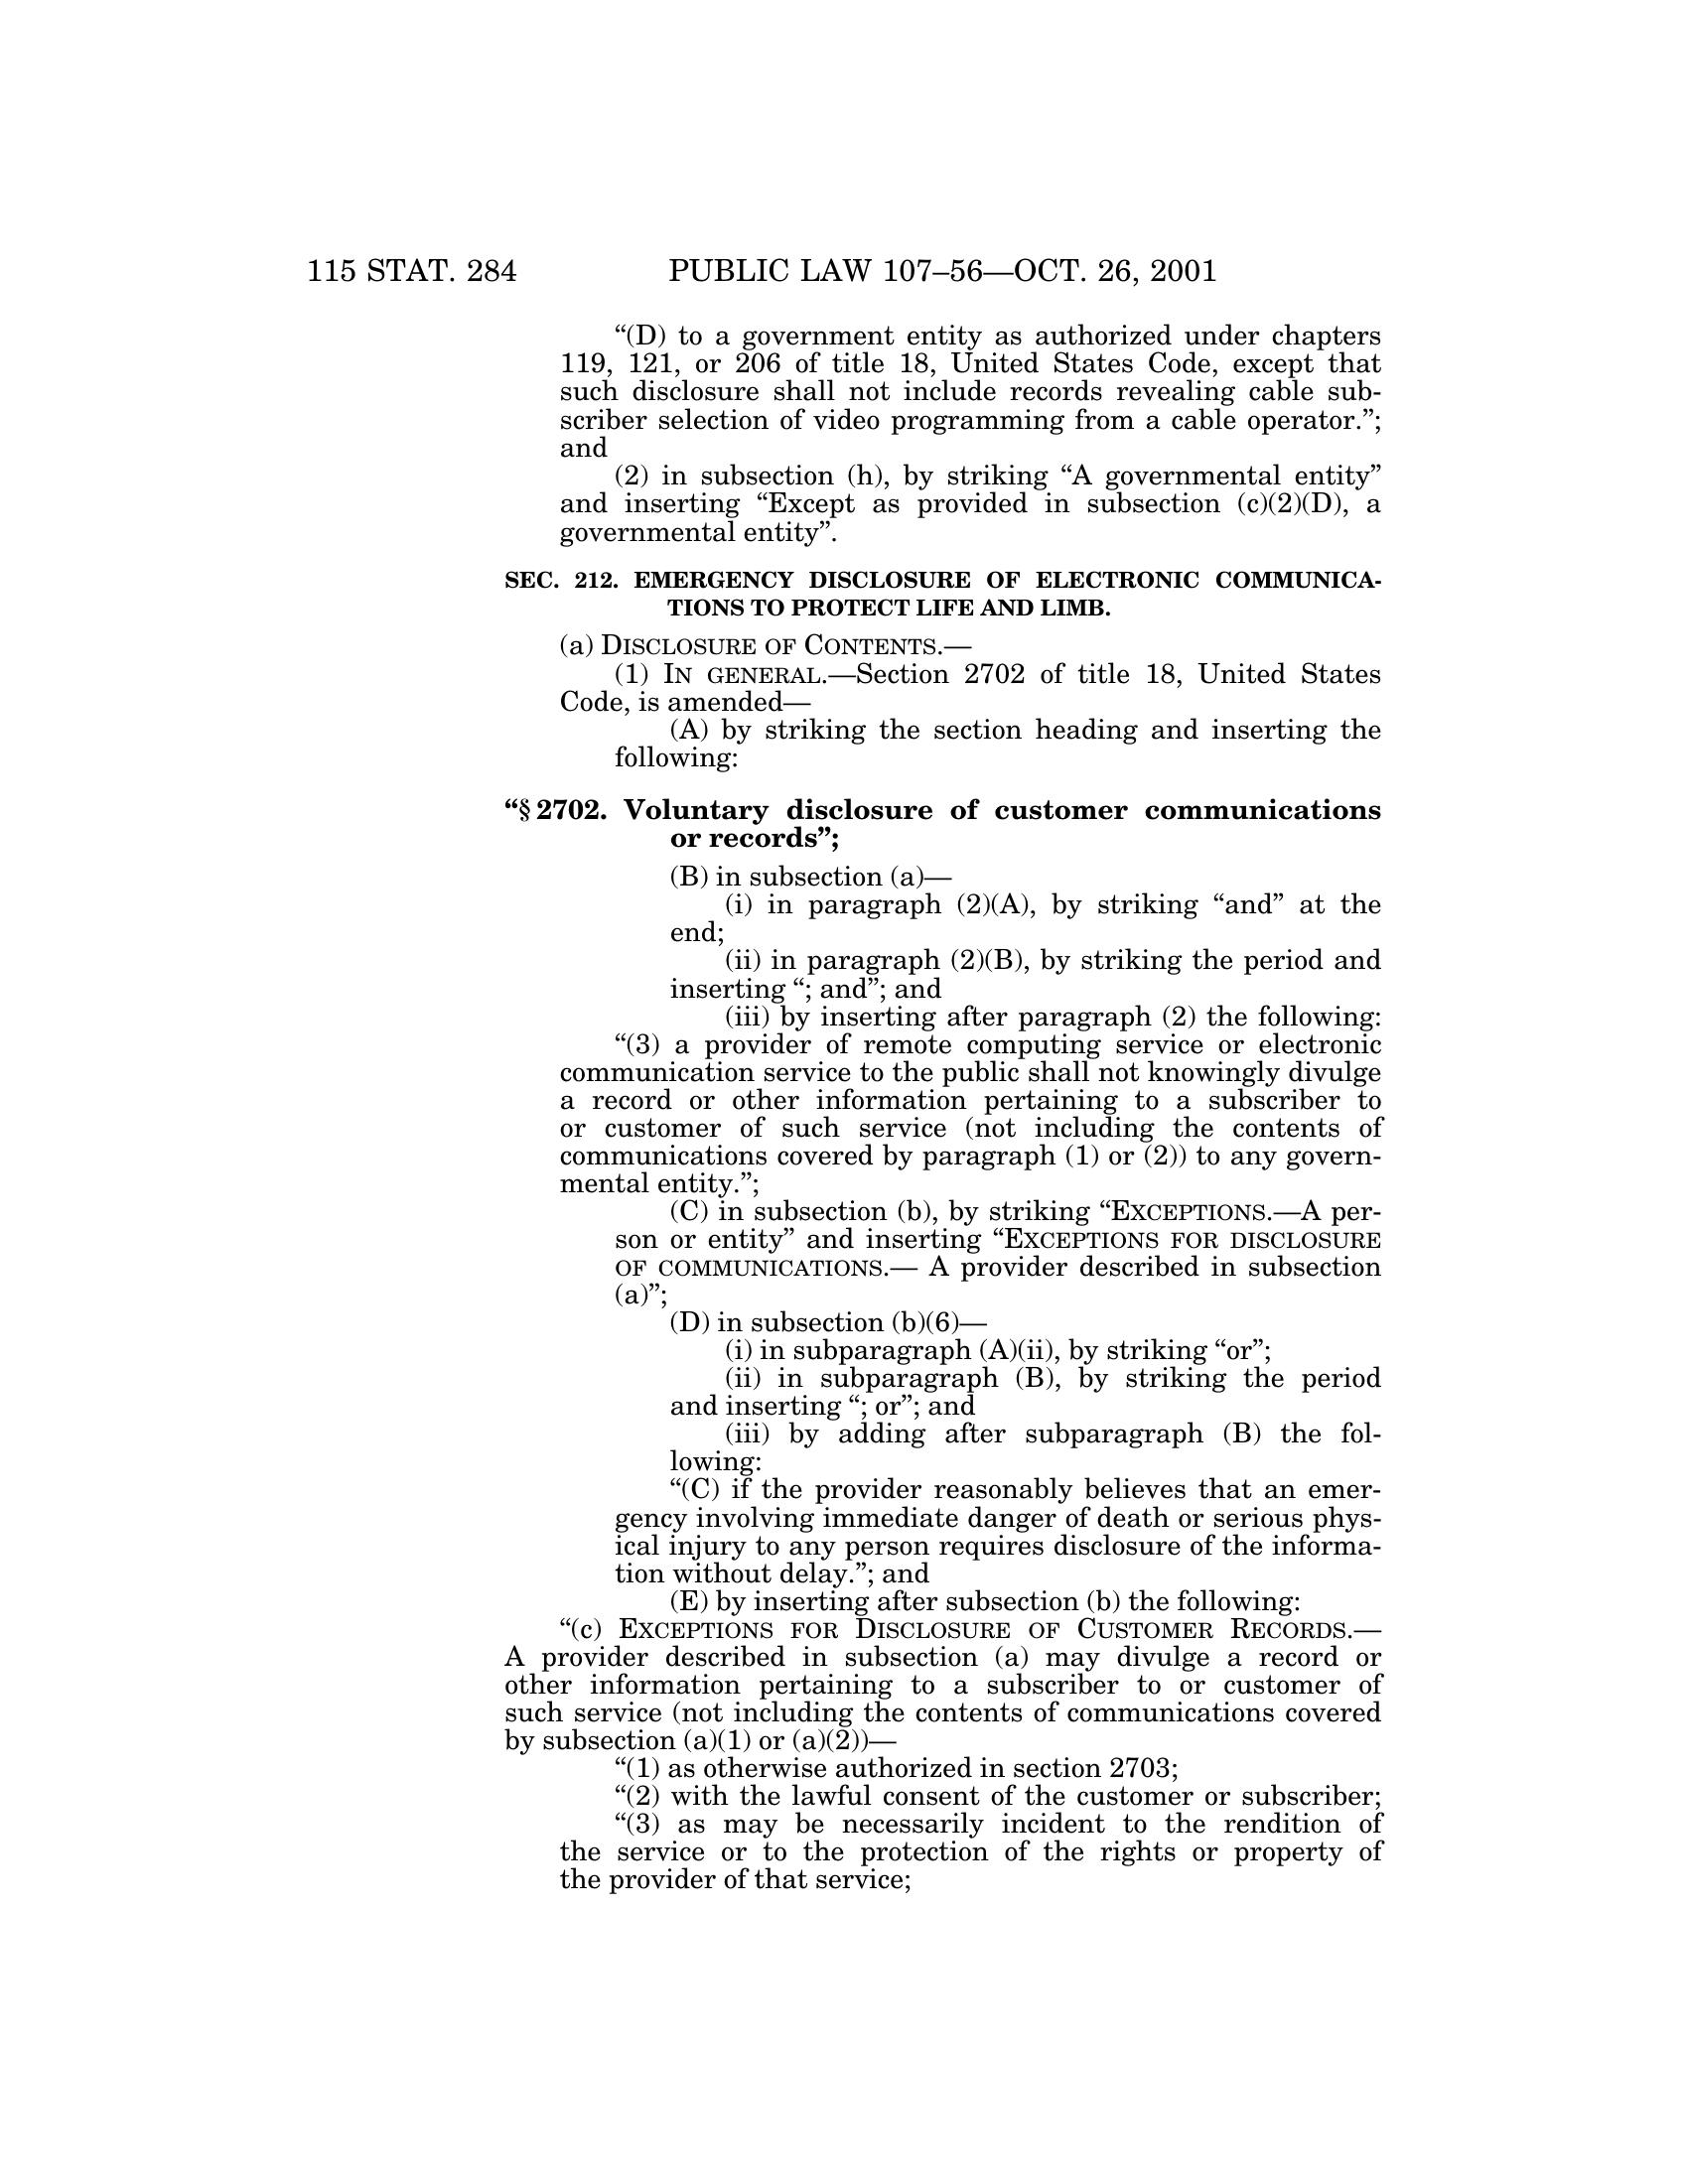 115 STAT. 284 PUBLIC LAW 107–56—OCT. 26, 2001
“(D) to a government entity as authorized under chapters
119, 121, or 206 of title 18, United States Code, except that
such disclosure shall not include records revealing cable sub-
scriber selection of video programming from a cable operator.”;
and
(2) in subsection (h), by striking “A governmental entity”
and inserting “Except as provided in subsection (c)(2)(D), a
governmental entity”.
SEC. 212. EMERGENCY DISCLOSURE OF ELECTRONIC COMMUNICA-
TIONS TO PROTECT LIFE AND LIMB.
(a) DISCLOSURE OF CONTENTS.—
(1) IN GENERAL.—Section 2702 of title 18, United States
Code, is amended—
(A) by striking the section heading and inserting the
following:
“§ 2702. Voluntary disclosure of customer communications
or records”;
(B) in subsection (a)—
(i) in paragraph (2)(A), by striking “and” at the
end;
(ii) in paragraph (2)(B), by striking the period and
inserting “; and”; and
(iii) by inserting after paragraph (2) the following:
“(3) a provider of remote computing service or electronic
communication service to the public shall not knowingly divulge
a record or other information pertaining to a subscriber to
or customer of such service (not including the contents of
communications covered by paragraph (1) or (2)) to any govern-
mental entity.”;
(C) in subsection (b), by striking “EXCEPTIONS.—A per-
son or entity” and inserting “EXCEPTIONS FOR DISCLOSURE
OF COMMUNICATIONS.— A provider described in subsection
(a)”;
(D) in subsection (b)(6)—
(i) in subparagraph (A)(ii), by striking “or”;
(ii) in subparagraph (B), by striking the period
and inserting “; or”; and
(iii) by adding after subparagraph (B) the fol-
lowing:
“(C) if the provider reasonably believes that an emer-
gency involving immediate danger of death or serious phys-
ical injury to any person requires disclosure of the informa-
tion without delay.”; and
(E) by inserting after subsection (b) the following:
“(c) EXCEPTIONS FOR DISCLOSURE OF CUSTOMER RECORDS.—
A provider described in subsection (a) may divulge a record or
other information pertaining to a subscriber to or customer of
such service (not including the contents of communications covered
by subsection (a)(1) or (a)(2))—
“(1) as otherwise authorized in section 2703;
“(2) with the lawful consent of the customer or subscriber;
“(3) as may be necessarily incident to the rendition of
the service or to the protection of the rights or property of
the provider of that service;